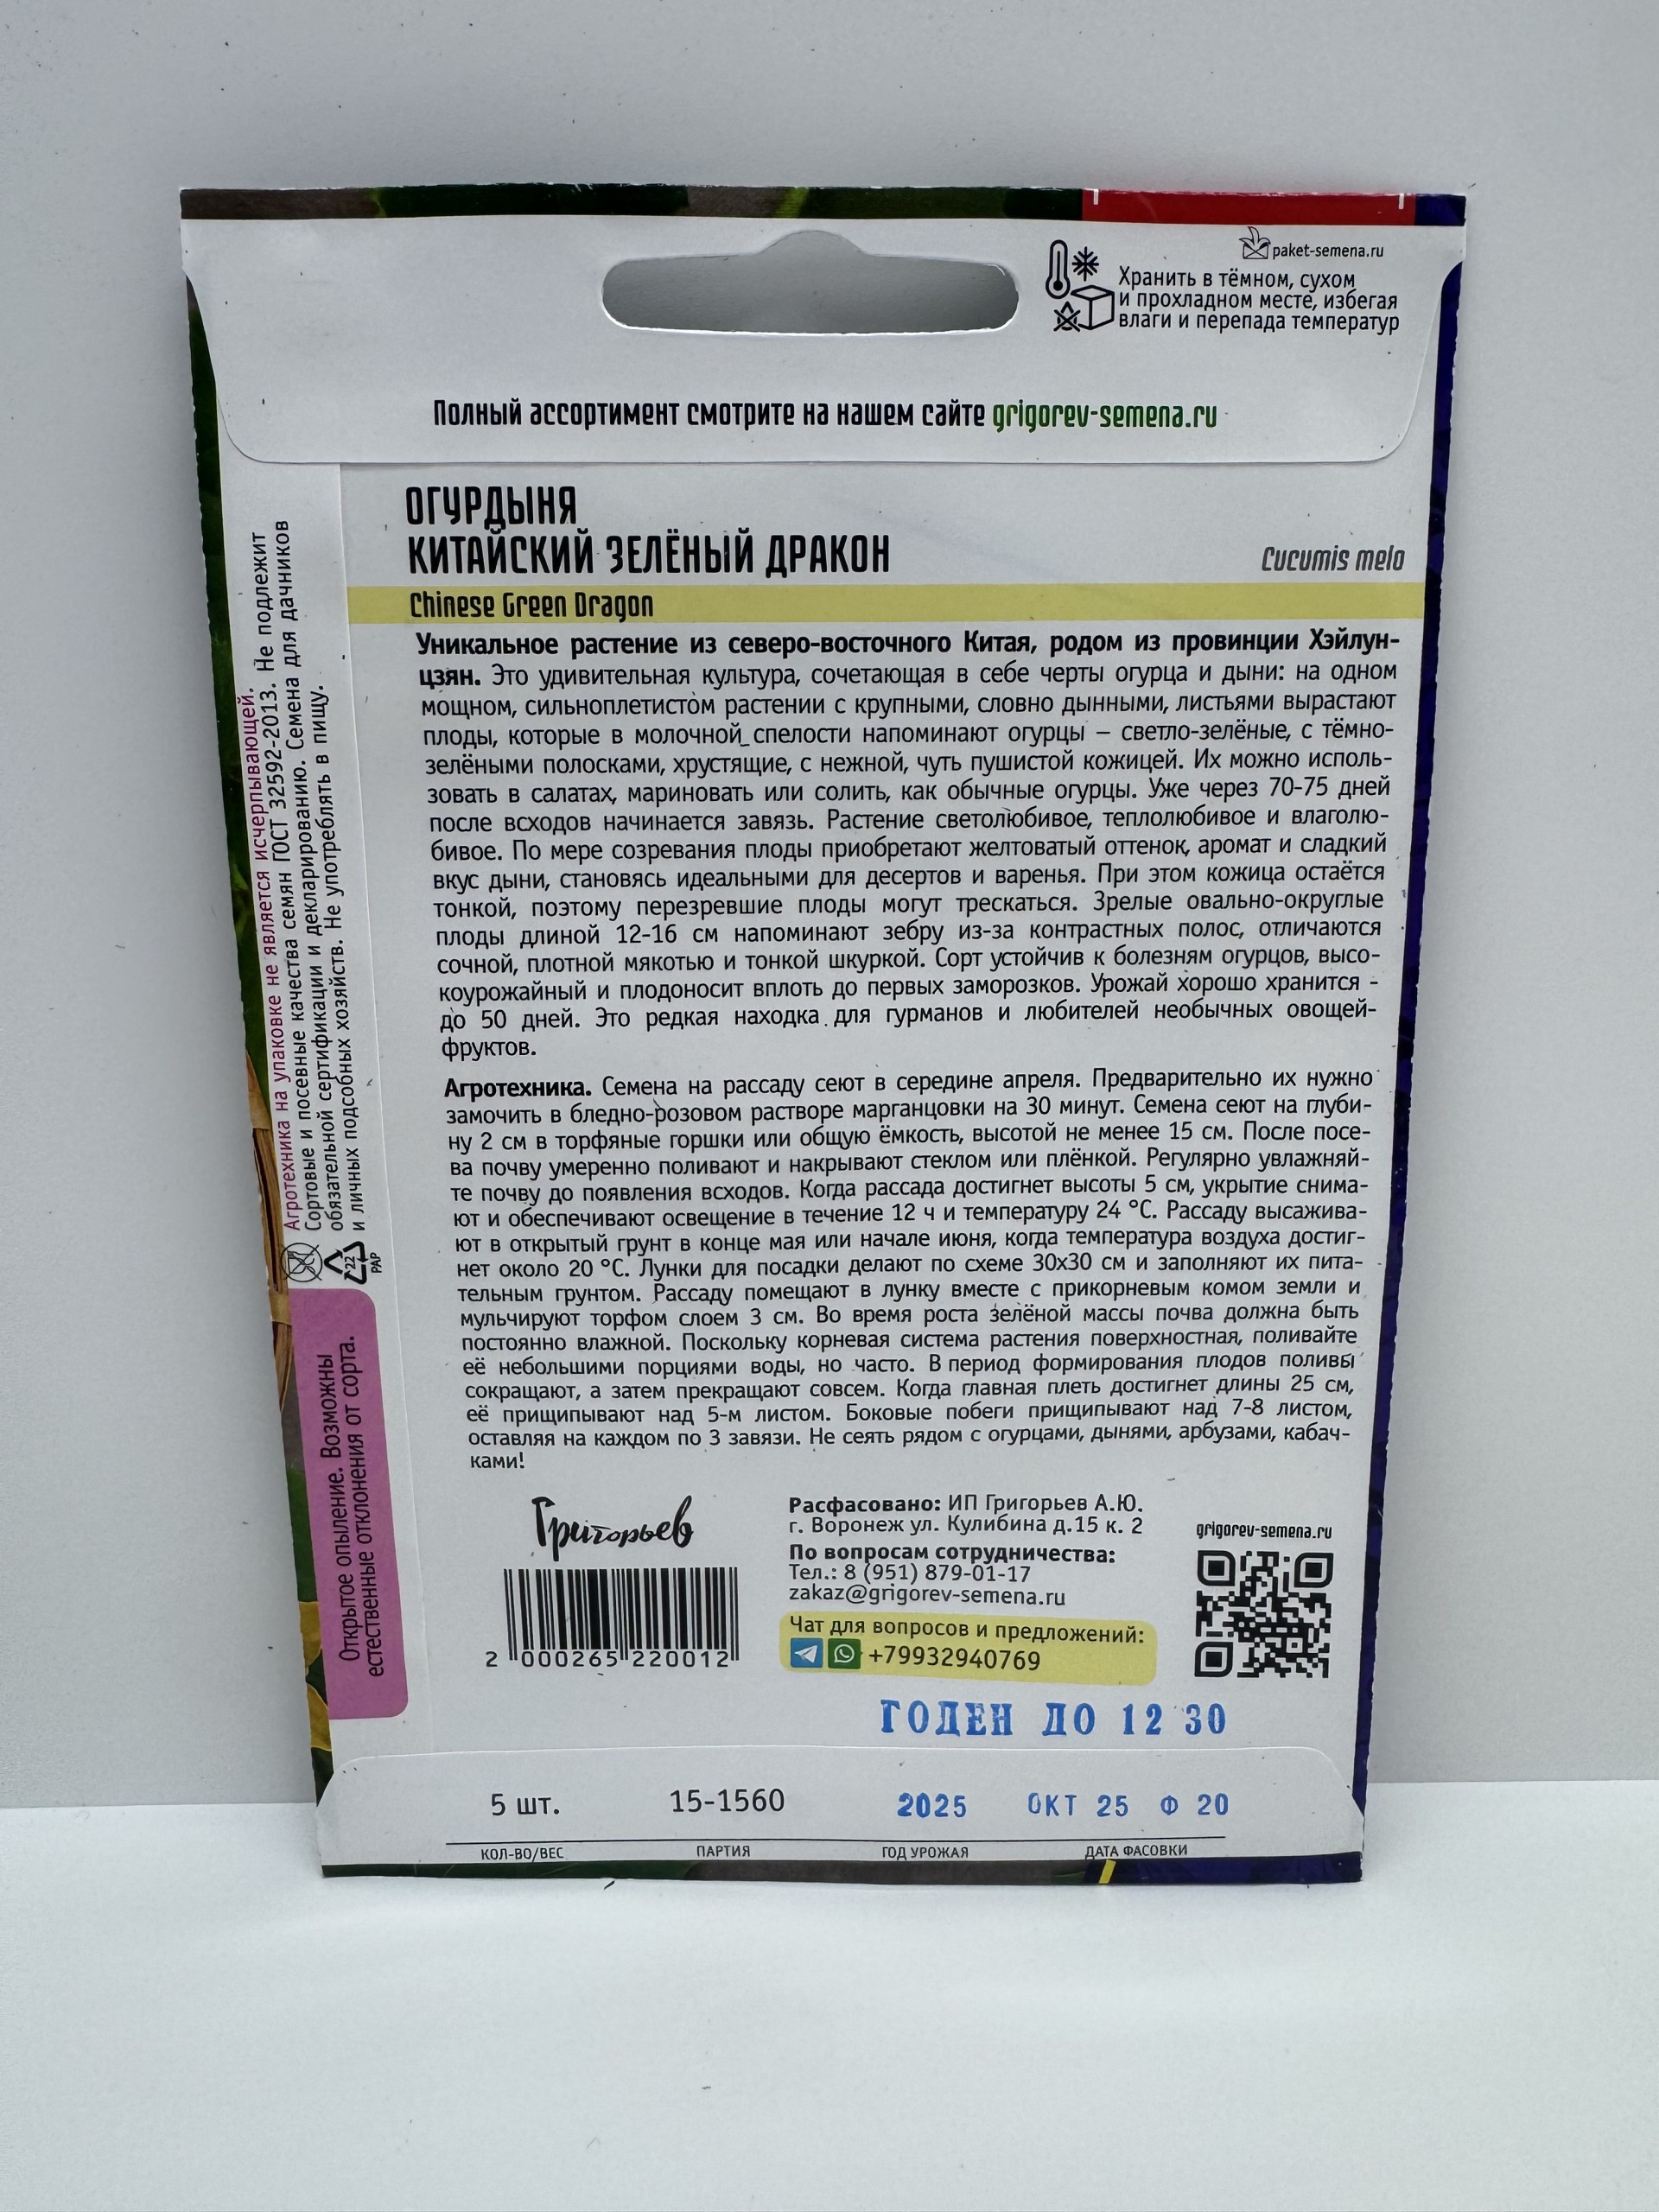 paket-semena.ru
Хранить в тёмном, сухом
и прохладном месте, избегая
влаги и перепада температур
Полный ассортимент смотрите на нашем сайте grigorev-semena.ru
ОГУРДЫНЯ
КИТАЙСКИЙ ЗЕЛЁНЫЙ ДРАКОН
Cucumis melo
Chinese Green Dragon
Уникальное растение из северо-восточного Китая, родом из провинции Хэйлун-
цзян. Это удивительная культура, сочетающая в себе черты огурца и дыни: на одном
мощном, сильноплетистом растении с крупными, словно дынными, листьями вырастают
плоды, которые в молочной спелости напоминают огурцы – светло-зелёные, с тёмно-
зелёными полосками, хрустящие, с нежной, чуть пушистой кожицей. Их можно исполь-
зовать в салатах, мариновать или солить, как обычные огурцы. Уже через 70-75 дней
после всходов начинается завязь. Растение светолюбивое, теплолюбивое и влаголю-
бивое. По мере созревания плоды приобретают желтоватый оттенок, аромат и сладкий
вкус дыни, становясь идеальными для десертов и варенья. При этом кожица остаётся
тонкой, поэтому перезревшие плоды могут трескаться. Зрелые овально-округлые
плоды длиной 12-16 см напоминают зебру из-за контрастных полос, отличаются
сочной, плотной мякотью и тонкой шкуркой. Сорт устойчив к болезням огурцов, высо-
коурожайный и плодоносит вплоть до первых заморозков. Урожай хорошо хранится -
до 50 дней. Это редкая находка для гурманов и любителей необычных овощей-
фруктов.
Агротехника. Семена на рассаду сеют в середине апреля. Предварительно их нужно
замочить в бледно-розовом растворе марганцовки на 30 минут. Семена сеют на глуби-
ну 2 см в торфяные горшки или общую ёмкость, высотой не менее 15 см. После посе-
ва почву умеренно поливают и накрывают стеклом или плёнкой. Регулярно увлажняй-
те почву до появления всходов. Когда рассада достигнет высоты 5 см, укрытие снима-
ют и обеспечивают освещение в течение 12 ч и температуру 24 °C. Рассаду высажива-
ют в открытый грунт в конце мая или начале июня, когда температура воздуха достиг-
нет около 20 °C. Лунки для посадки делают по схеме 30х30 см и заполняют их пита-
тельным грунтом. Рассаду помещают в лунку вместе с прикорневым комом земли и
мульчируют торфом слоем 3 см. Во время роста зелёной массы почва должна быть
постоянно влажной. Поскольку корневая система растения поверхностная, поливайте
её небольшими порциями воды, но часто. В период формирования плодов поливы
сокращают, а затем прекращают совсем. Когда главная плеть достигнет длины 25 см,
её прищипывают над 5-м листом. Боковые побеги прищипывают над 7-8 листом,
оставляя на каждом по 3 завязи. Не сеять рядом с огурцами, дынями, арбузами, кабач-
ками!
Агротехника на упаковке не является исчерпывающей.
Сортовые и посевные качества семян ГОСТ 32592-2013. Не подлежит
обязательной сертификации и декларированию. Семена для дачников
и личных подсобных хозяйств. Не употреблять в пищу.
22
PAP
Открытое опыление. Возможны
естественные отклонения от сорта.
Григорьев
2 000265 220012
Расфасовано: ИП Григорьев А.Ю.
г. Воронеж ул. Кулибина д.15 к. 2
По вопросам сотрудничества:
Тел.: 8 (951) 879-01-17
zakaz@grigorev-semena.ru
Чат для вопросов и предложений:
+79932940769
grigorev-semena.ru
ГОДЕН ДО 12 30
5 шт. 15-1560 2025 ОКТ 25 Ф 20
КОЛ-ВО/ВЕС ПАРТИЯ ГОД УРОЖАЯ ДАТА ФАСОВКИ